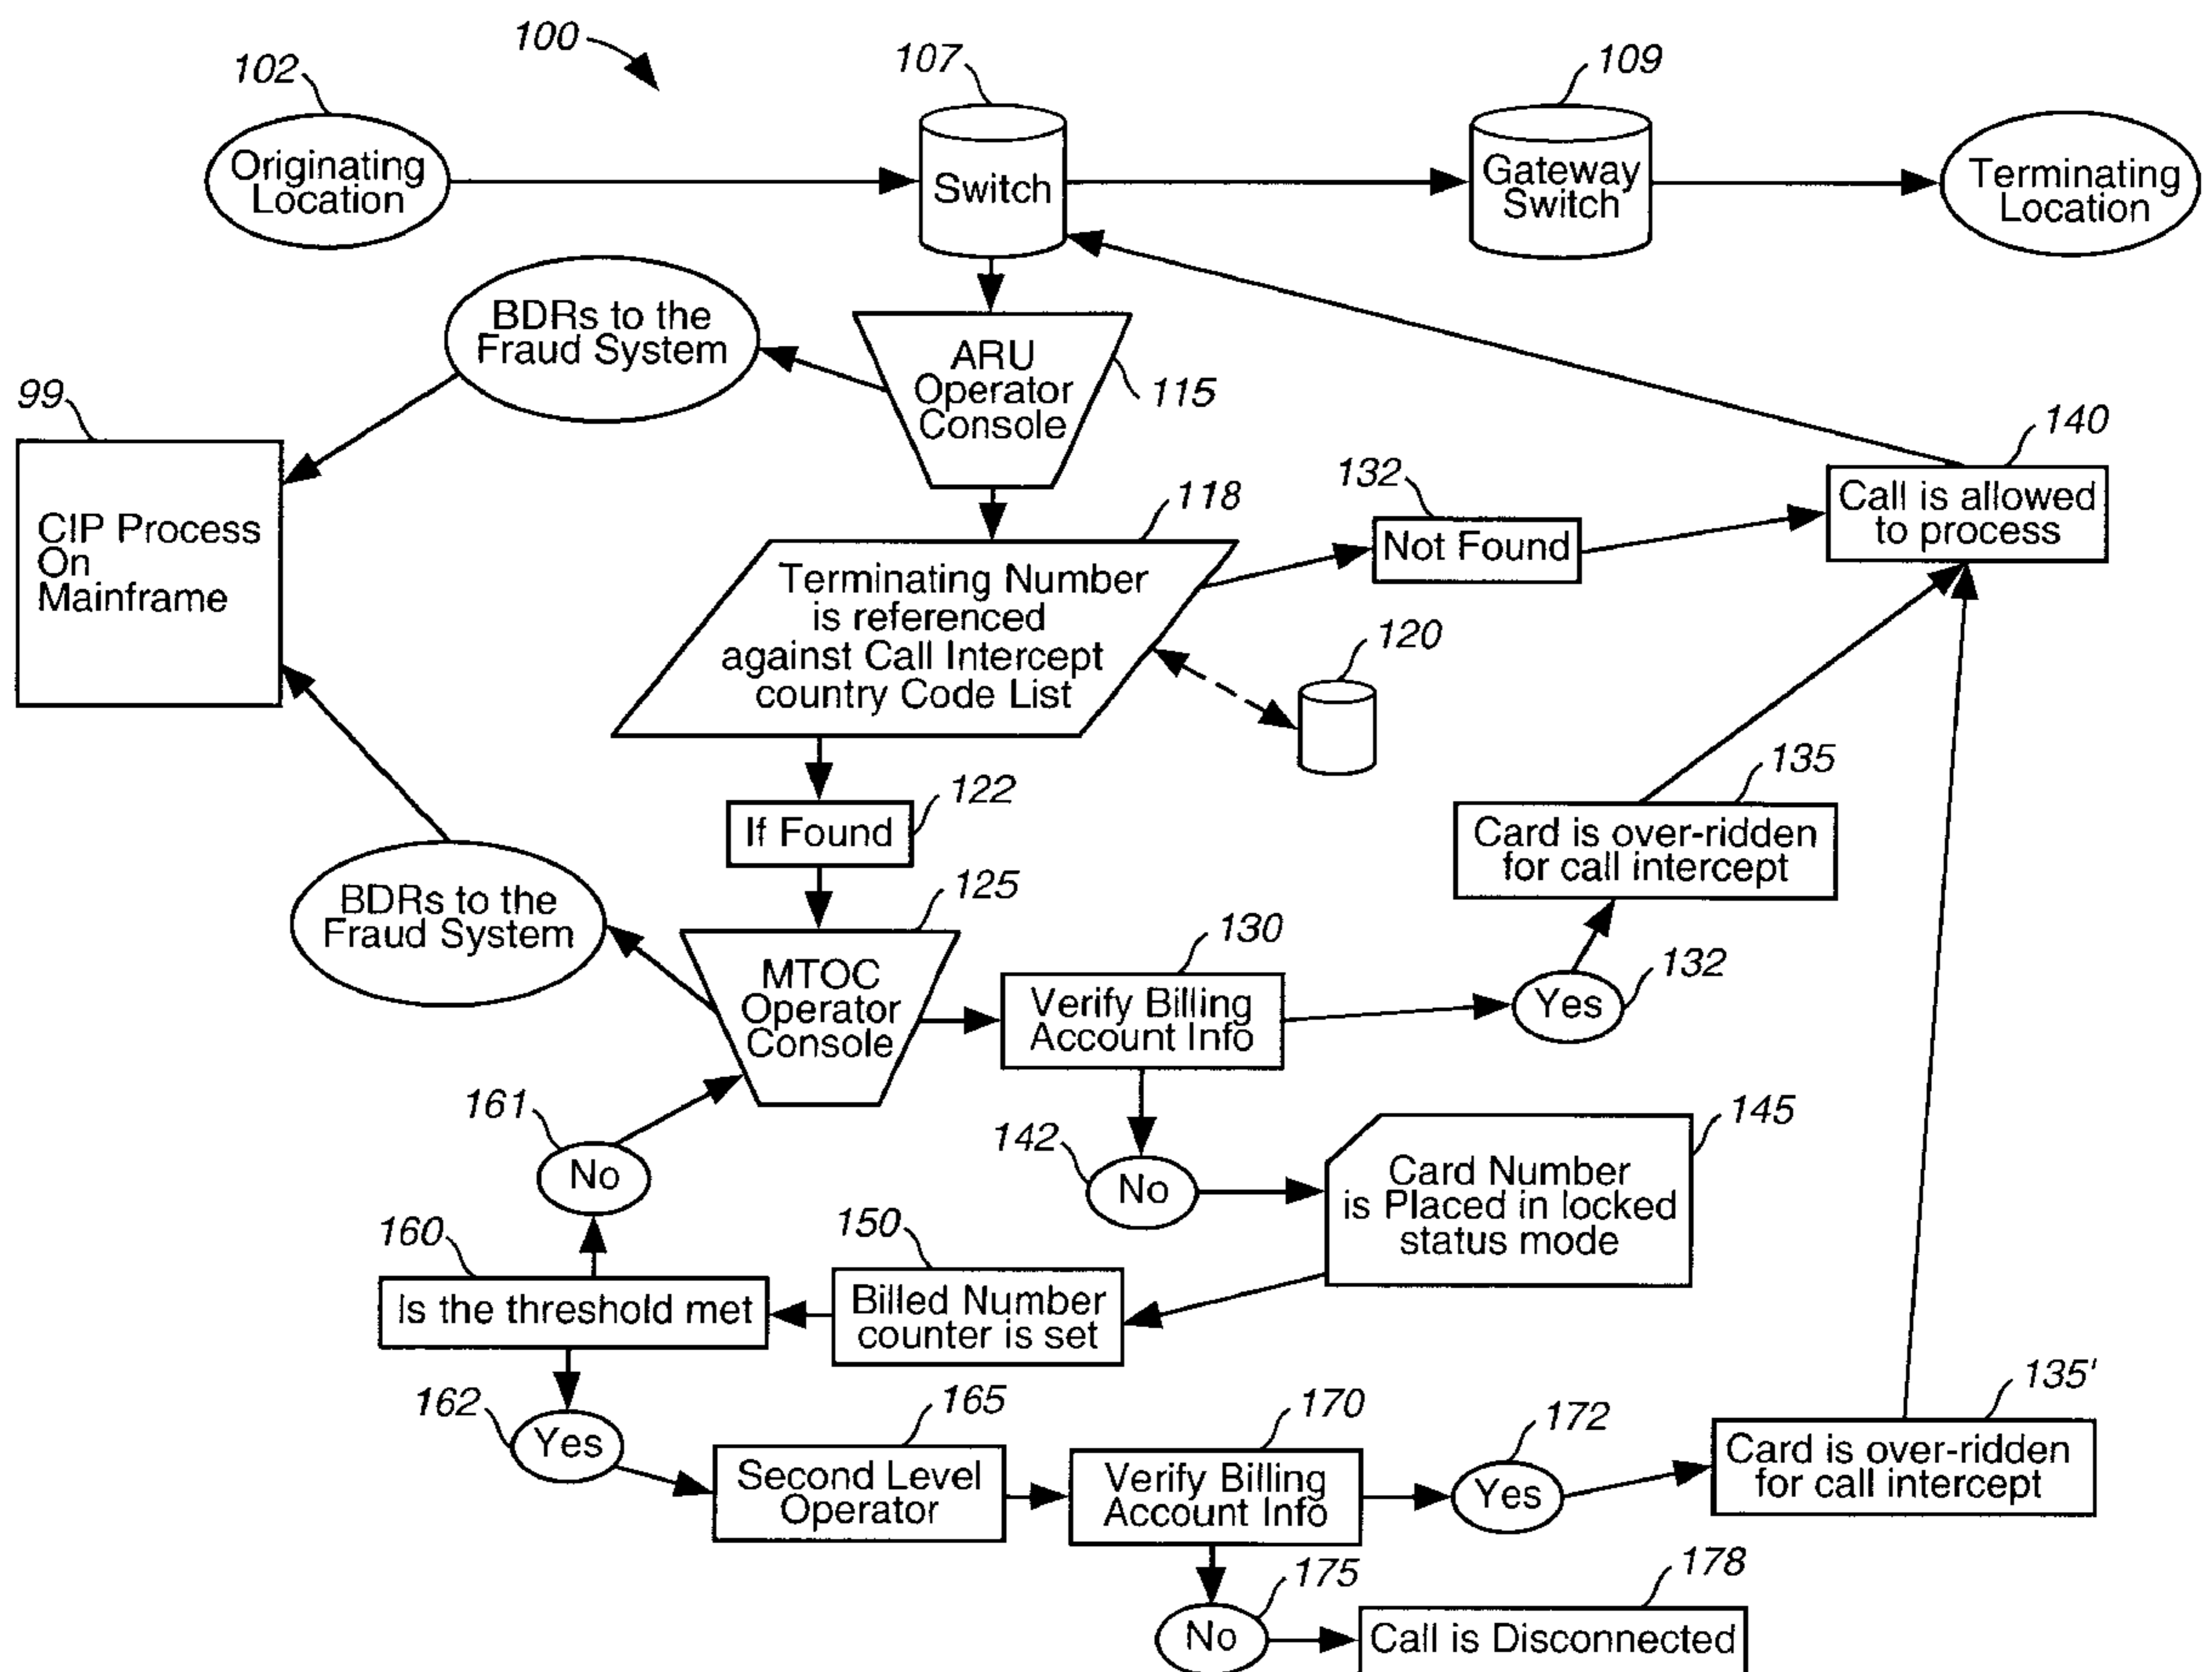 100
102
107
109
Originating
Location
Switch
Gateway
Switch
Terminating
Location
BDRs to the
Fraud System
ARU
Operator
Console
115
99
CIP Process
On
Mainframe
118
Terminating Number
is referenced
against Call Intercept
country Code List
132
Not Found
140
Call is allowed
to process
120
122
If Found
135
Card is over-ridden
for call intercept
BDRs to the
Fraud System
125
MTOC
Operator
Console
130
Verify Billing
Account Info
Yes
132
161
No
142
No
145
Card Number
is Placed in locked
status mode
160
Is the threshold met
150
Billed Number
counter is set
162
Yes
165
Second Level
Operator
170
Verify Billing
Account Info
172
Yes
135'
Card is over-ridden
for call intercept
175
No
178
Call is Disconnected